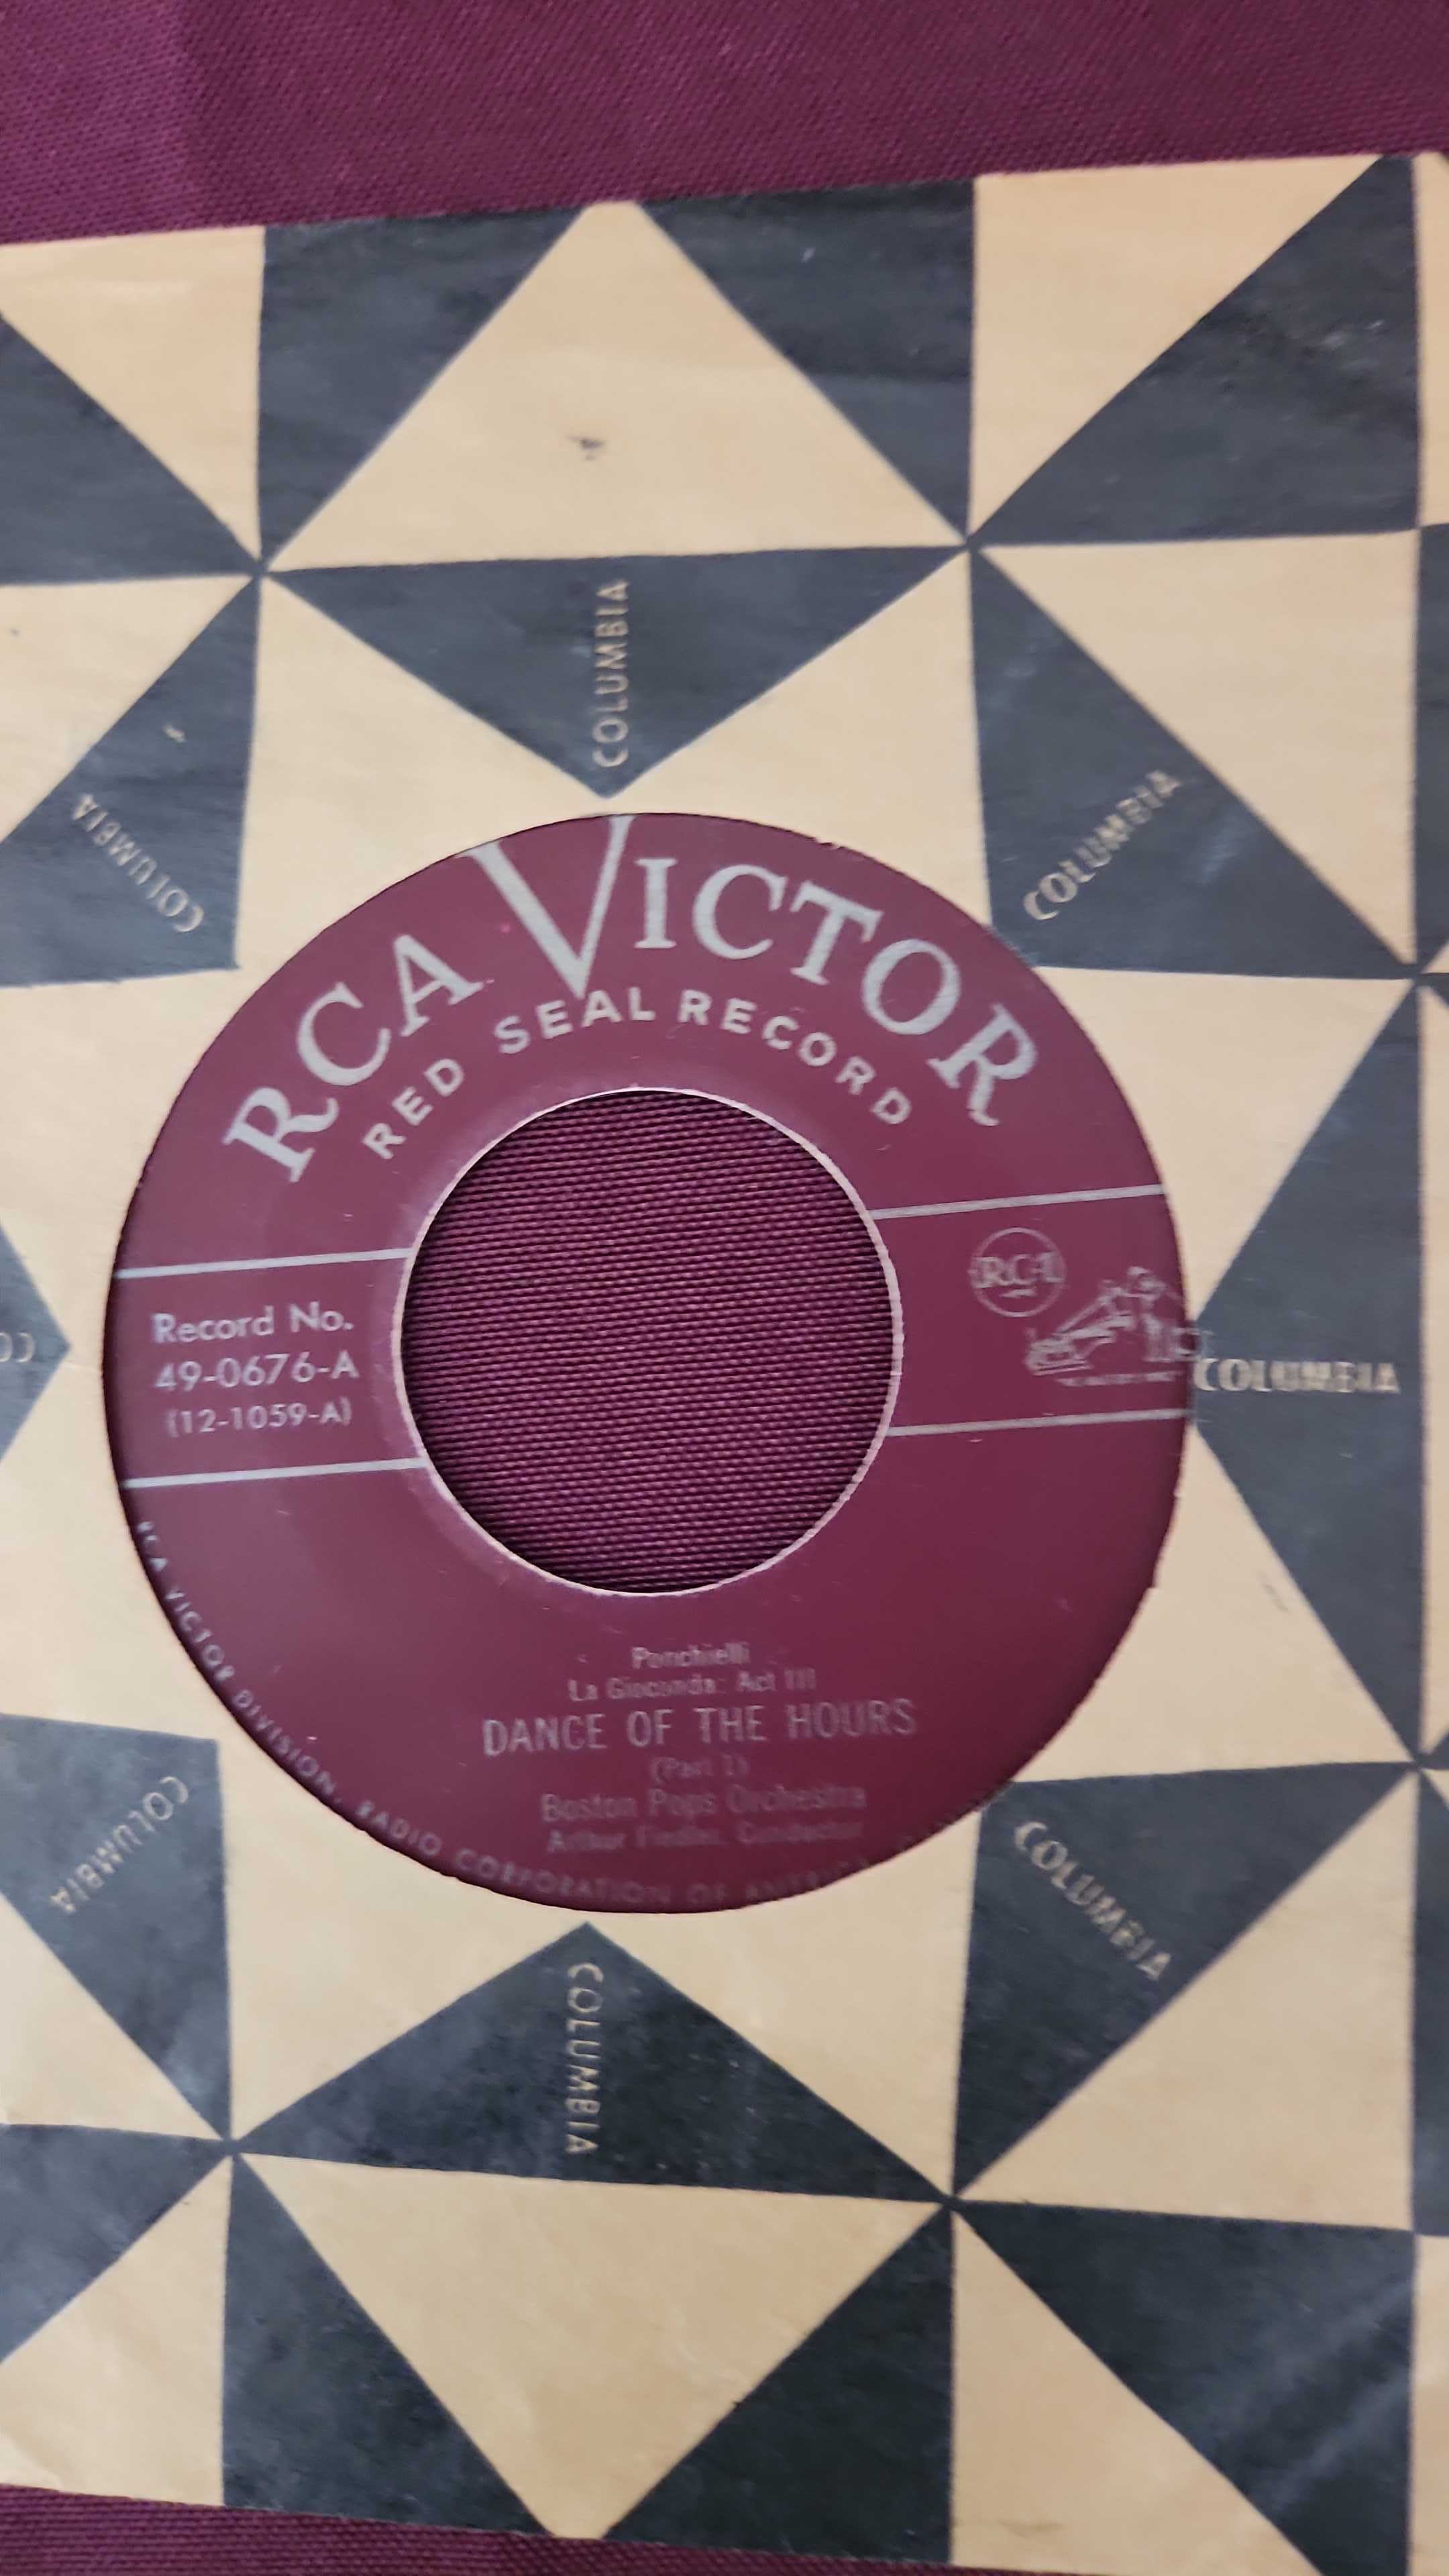 COLUMBIA
COLUMBIA
COLUMBIA
RCA VICTOR
RED SEAL RECORD
RCA
Record No.
49-0676-A
(12-1059-A)
COLUMBIA
CO
Ponchielli
La Gioconda: Act III
DANCE OF THE HOURS
(Part 1)
Boston Pops Orchestra
Arthur Fiedler, Conductor
RCA VICTOR DIVISION, RADIO CORPORATION OF AMERICA
COLUMBIA
COLUMBIA
COLUMBIA